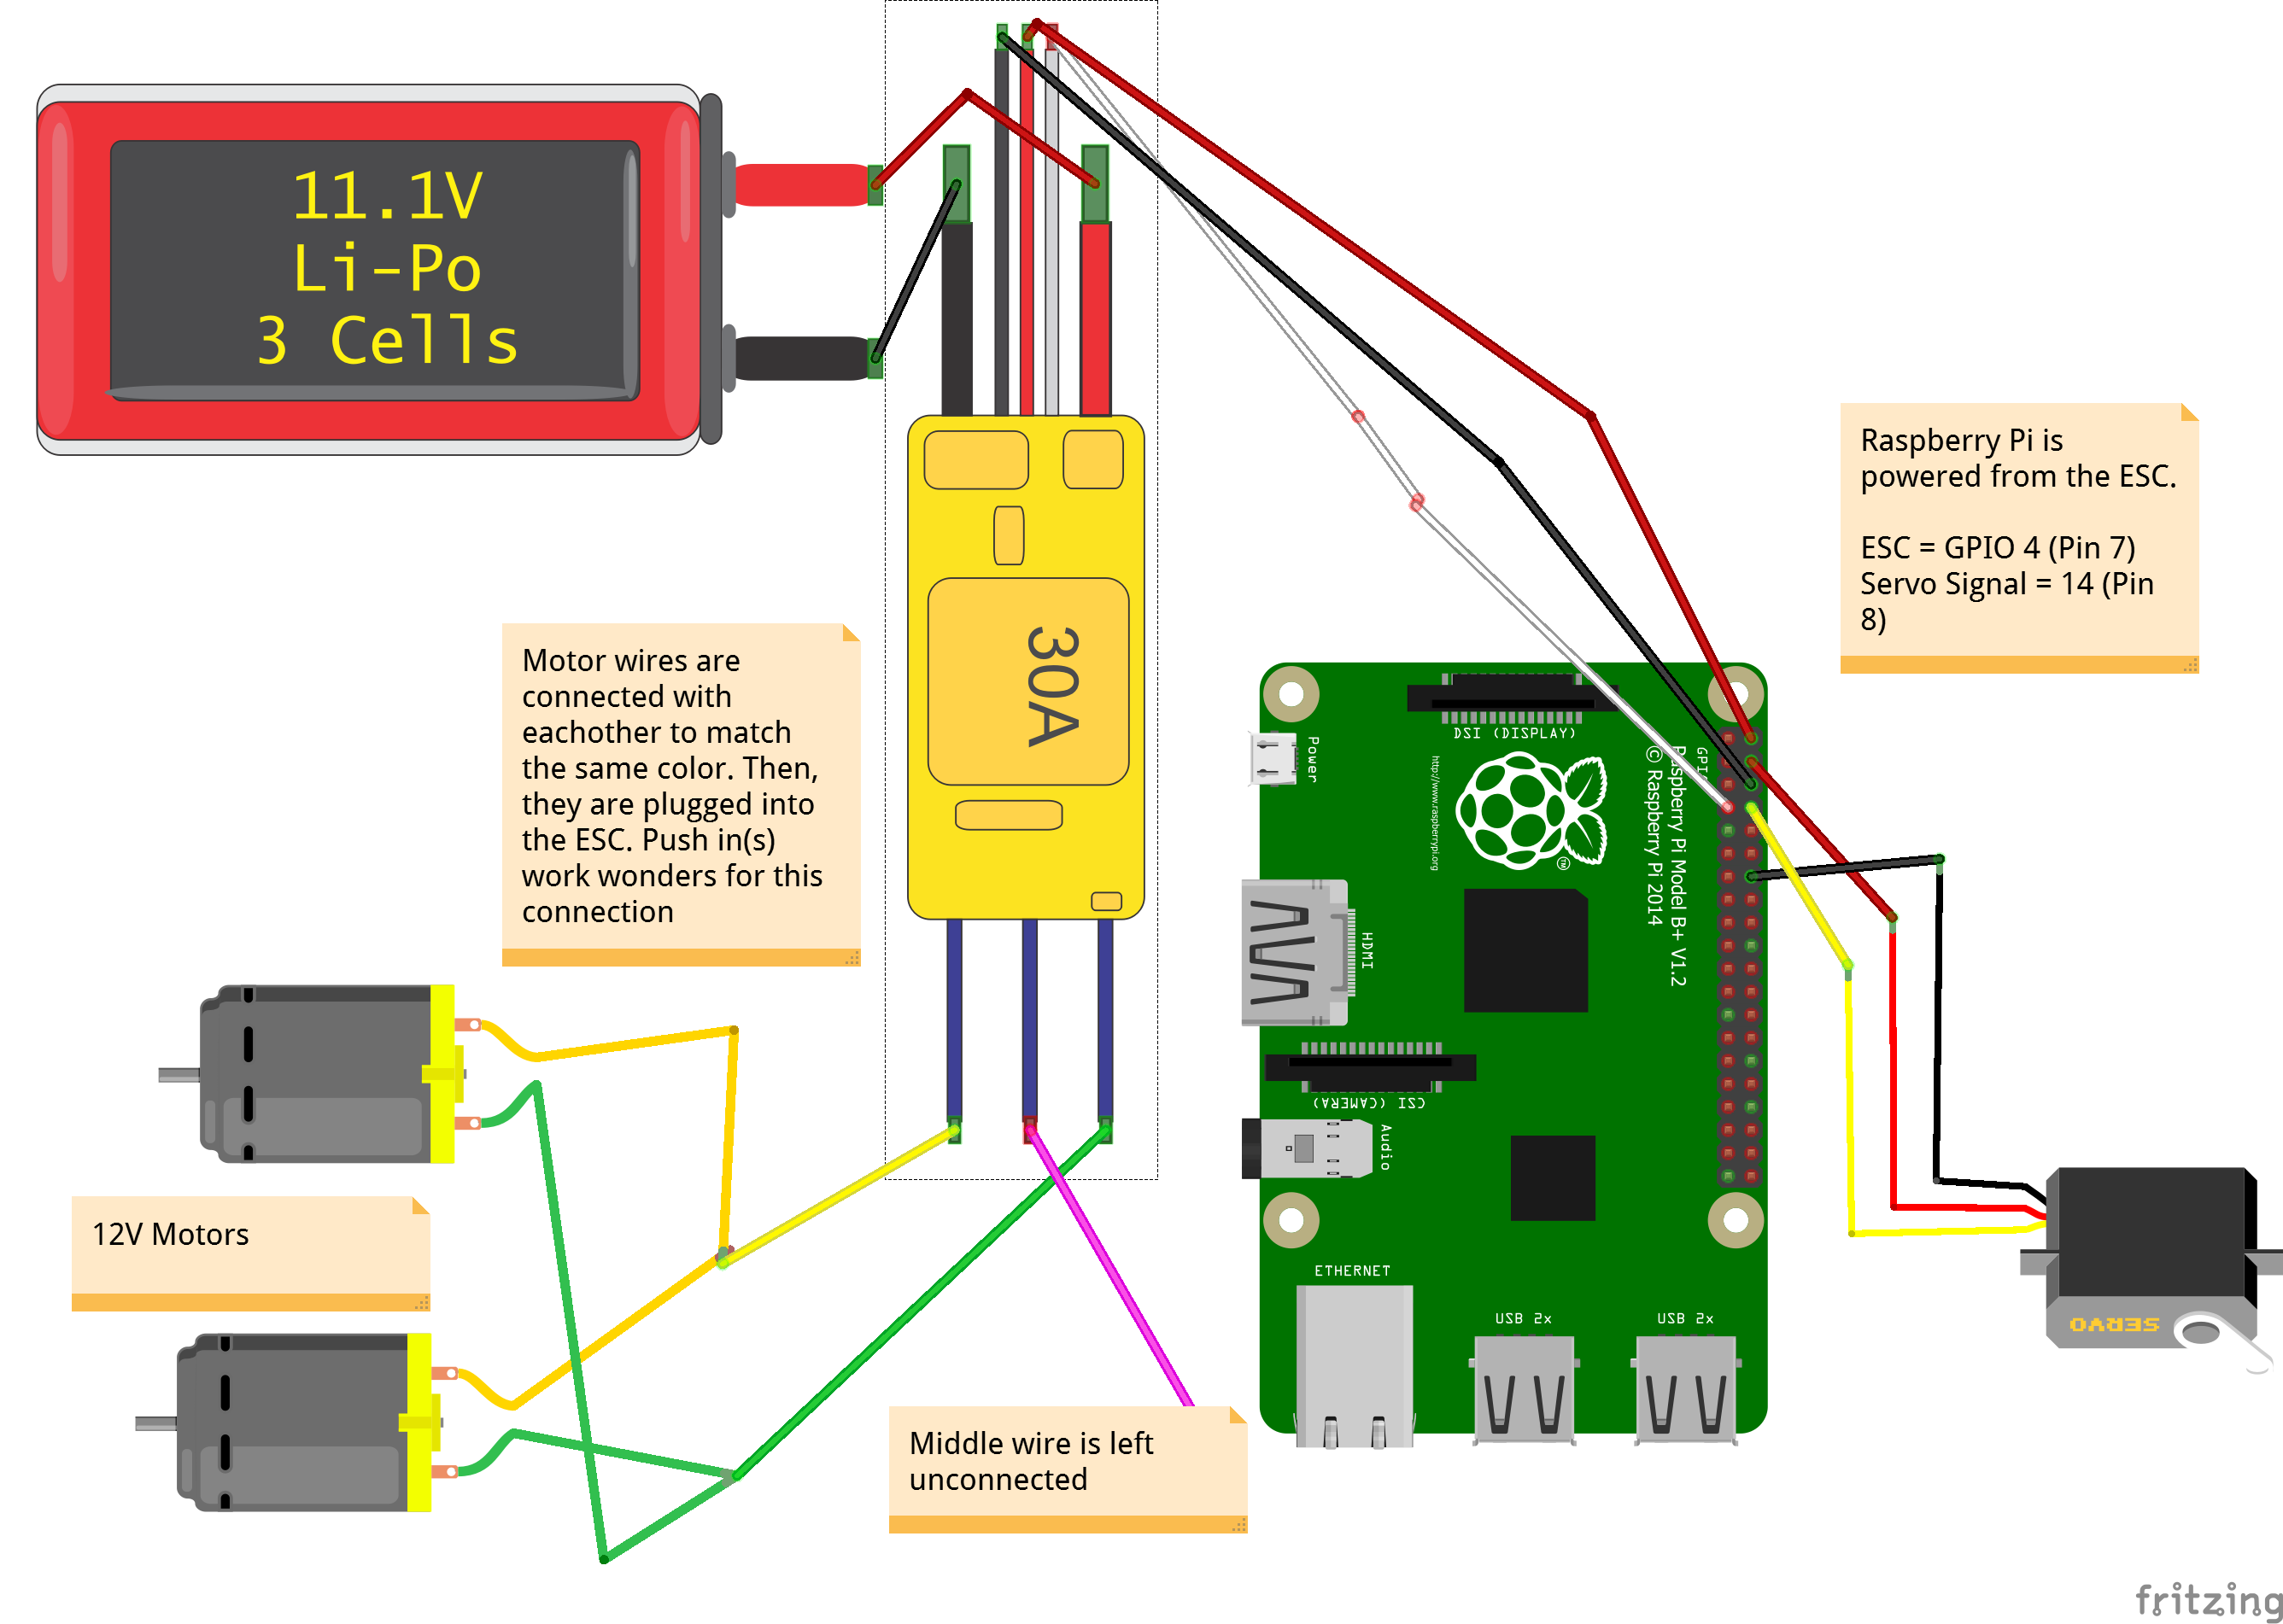 11.1V
Li-Po
3 Cells
Raspberry Pi is
powered from the ESC.
ESC = GPIO 4 (Pin 7)
Servo Signal = 14 (Pin
8)
Motor wires are
connected with
eachother to match
the same color. Then,
they are plugged into
the ESC. Push in(s)
work wonders for this
connection
30A
DSI (DISPLAY)
Power
http://www.raspberrypi.org
GPI
Raspberry Pi Model B+ V1.2
© Raspberry Pi 2014
TM
HDMI
CSI (CAMERA)
Audio
ETHERNET
USB 2x
USB 2x
SERVO
12V Motors
Middle wire is left
unconnected
fritzing